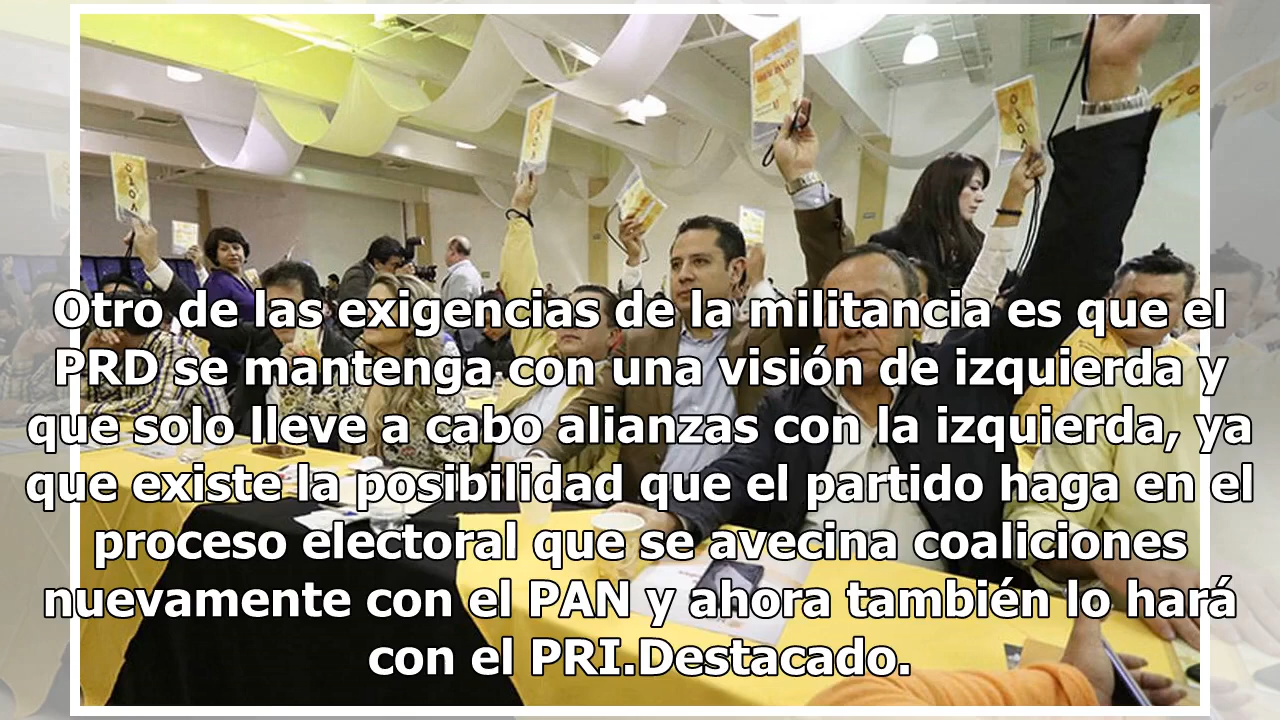 Otro de las exigencias de la militancia es que el
PRD se mantenga con una visión de izquierda y
que solo lleve a cabo alianzas con la izquierda, ya
que existe la posibilidad que el partido haga en el
proceso electoral que se avecina coaliciones
nuevamente con el PAN y ahora también lo hará
con el PRI.Destacado.